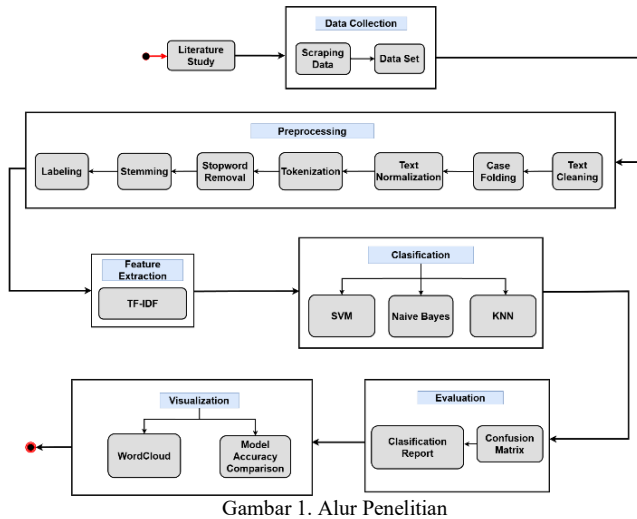 Data Collection
Literature
Study
Scraping
Data
Data Set
Preprocessing
Labeling
Stemming
Stopword
Removal
Tokenization
Text
Normalization
Case
Folding
Text
Cleaning
Feature
Extraction
TF-IDF
Clasification
SVM
Naive Bayes
KNN
Visualization
WordCloud
Model
Accuracy
Comparison
Evaluation
Clasification
Report
Confusion
Matrix
Gambar 1. Alur Penelitian